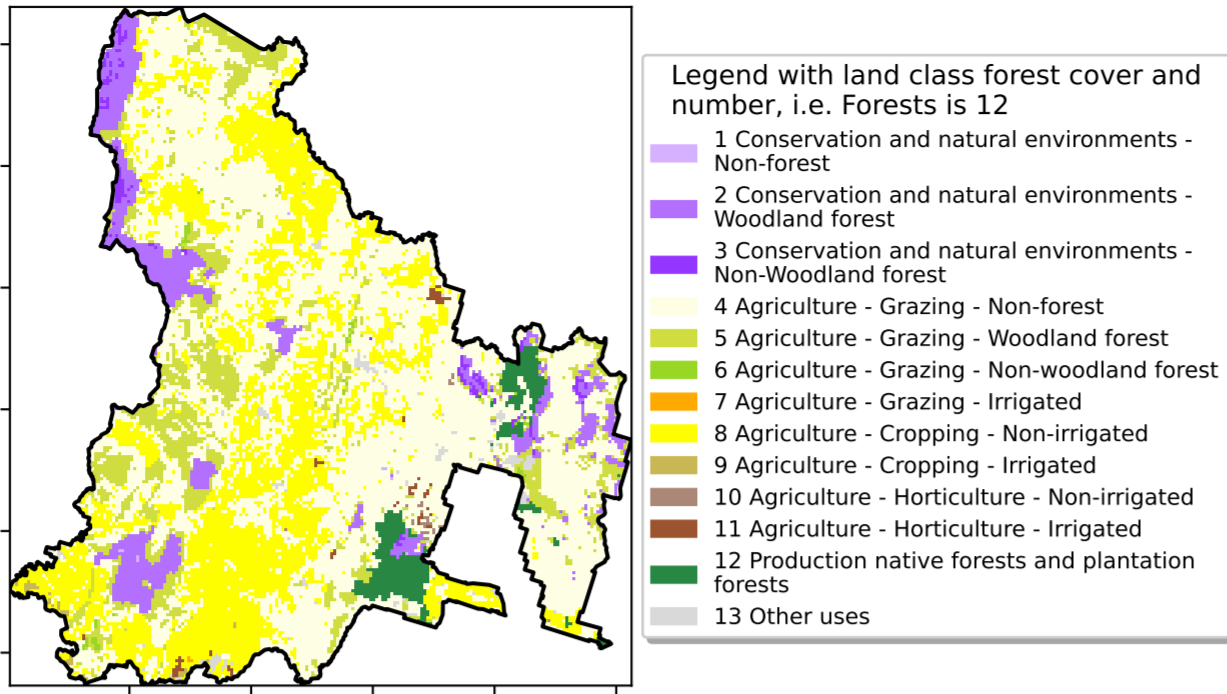 Legend with land class forest cover and
number, i.e. Forests is 12
1 Conservation and natural environments -
Non-forest
2 Conservation and natural environments -
Woodland forest
3 Conservation and natural environments -
Non-Woodland forest
4 Agriculture - Grazing - Non-forest
5 Agriculture - Grazing - Woodland forest
6 Agriculture - Grazing - Non-woodland forest
7 Agriculture - Grazing - Irrigated
8 Agriculture - Cropping - Non-irrigated
9 Agriculture - Cropping - Irrigated
10 Agriculture - Horticulture - Non-irrigated
11 Agriculture - Horticulture - Irrigated
12 Production native forests and plantation
forests
13 Other uses